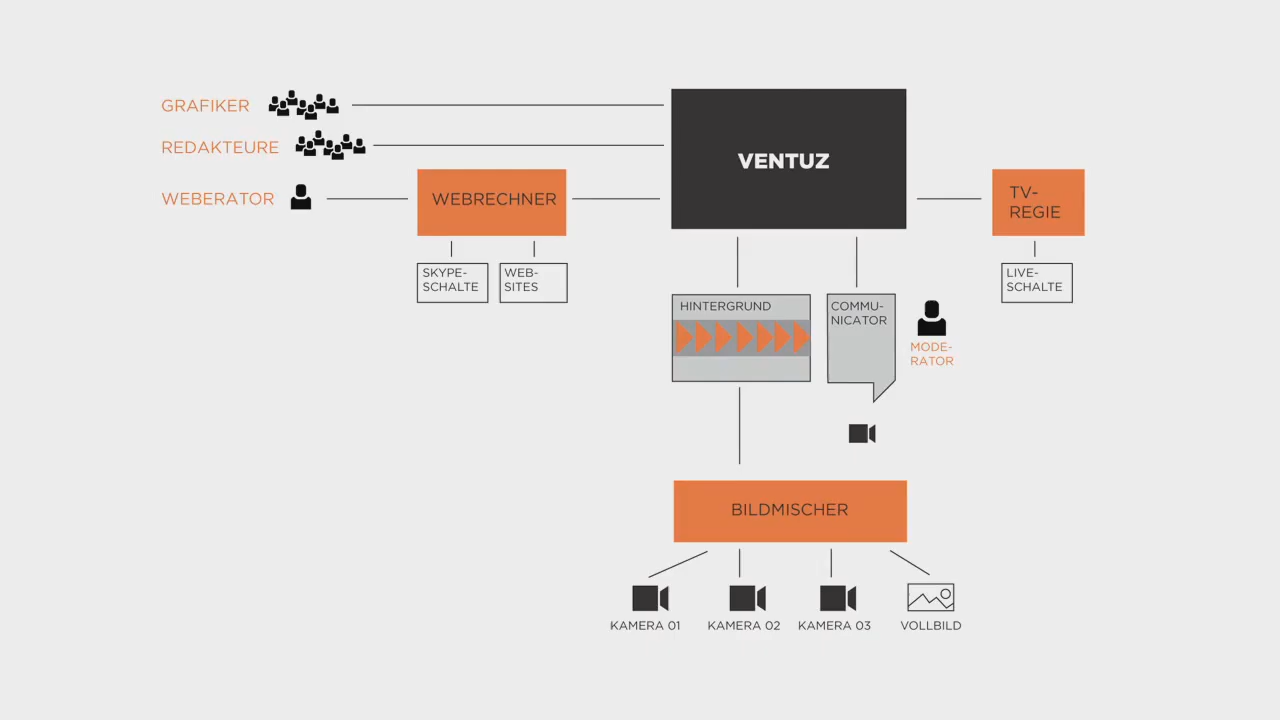 GRAFIKER
REDAKTEURE
VENTUZ
WEBERATOR
WEBRECHNER
TV-
REGIE
SKYPE-
SCHALTE
WEB-
SITES
LIVE-
SCHALTE
HINTERGRUND
COMMU-
NICATOR
MODE-
RATOR
BILDMISCHER
KAMERA 01
KAMERA 02
KAMERA 03
VOLLBILD